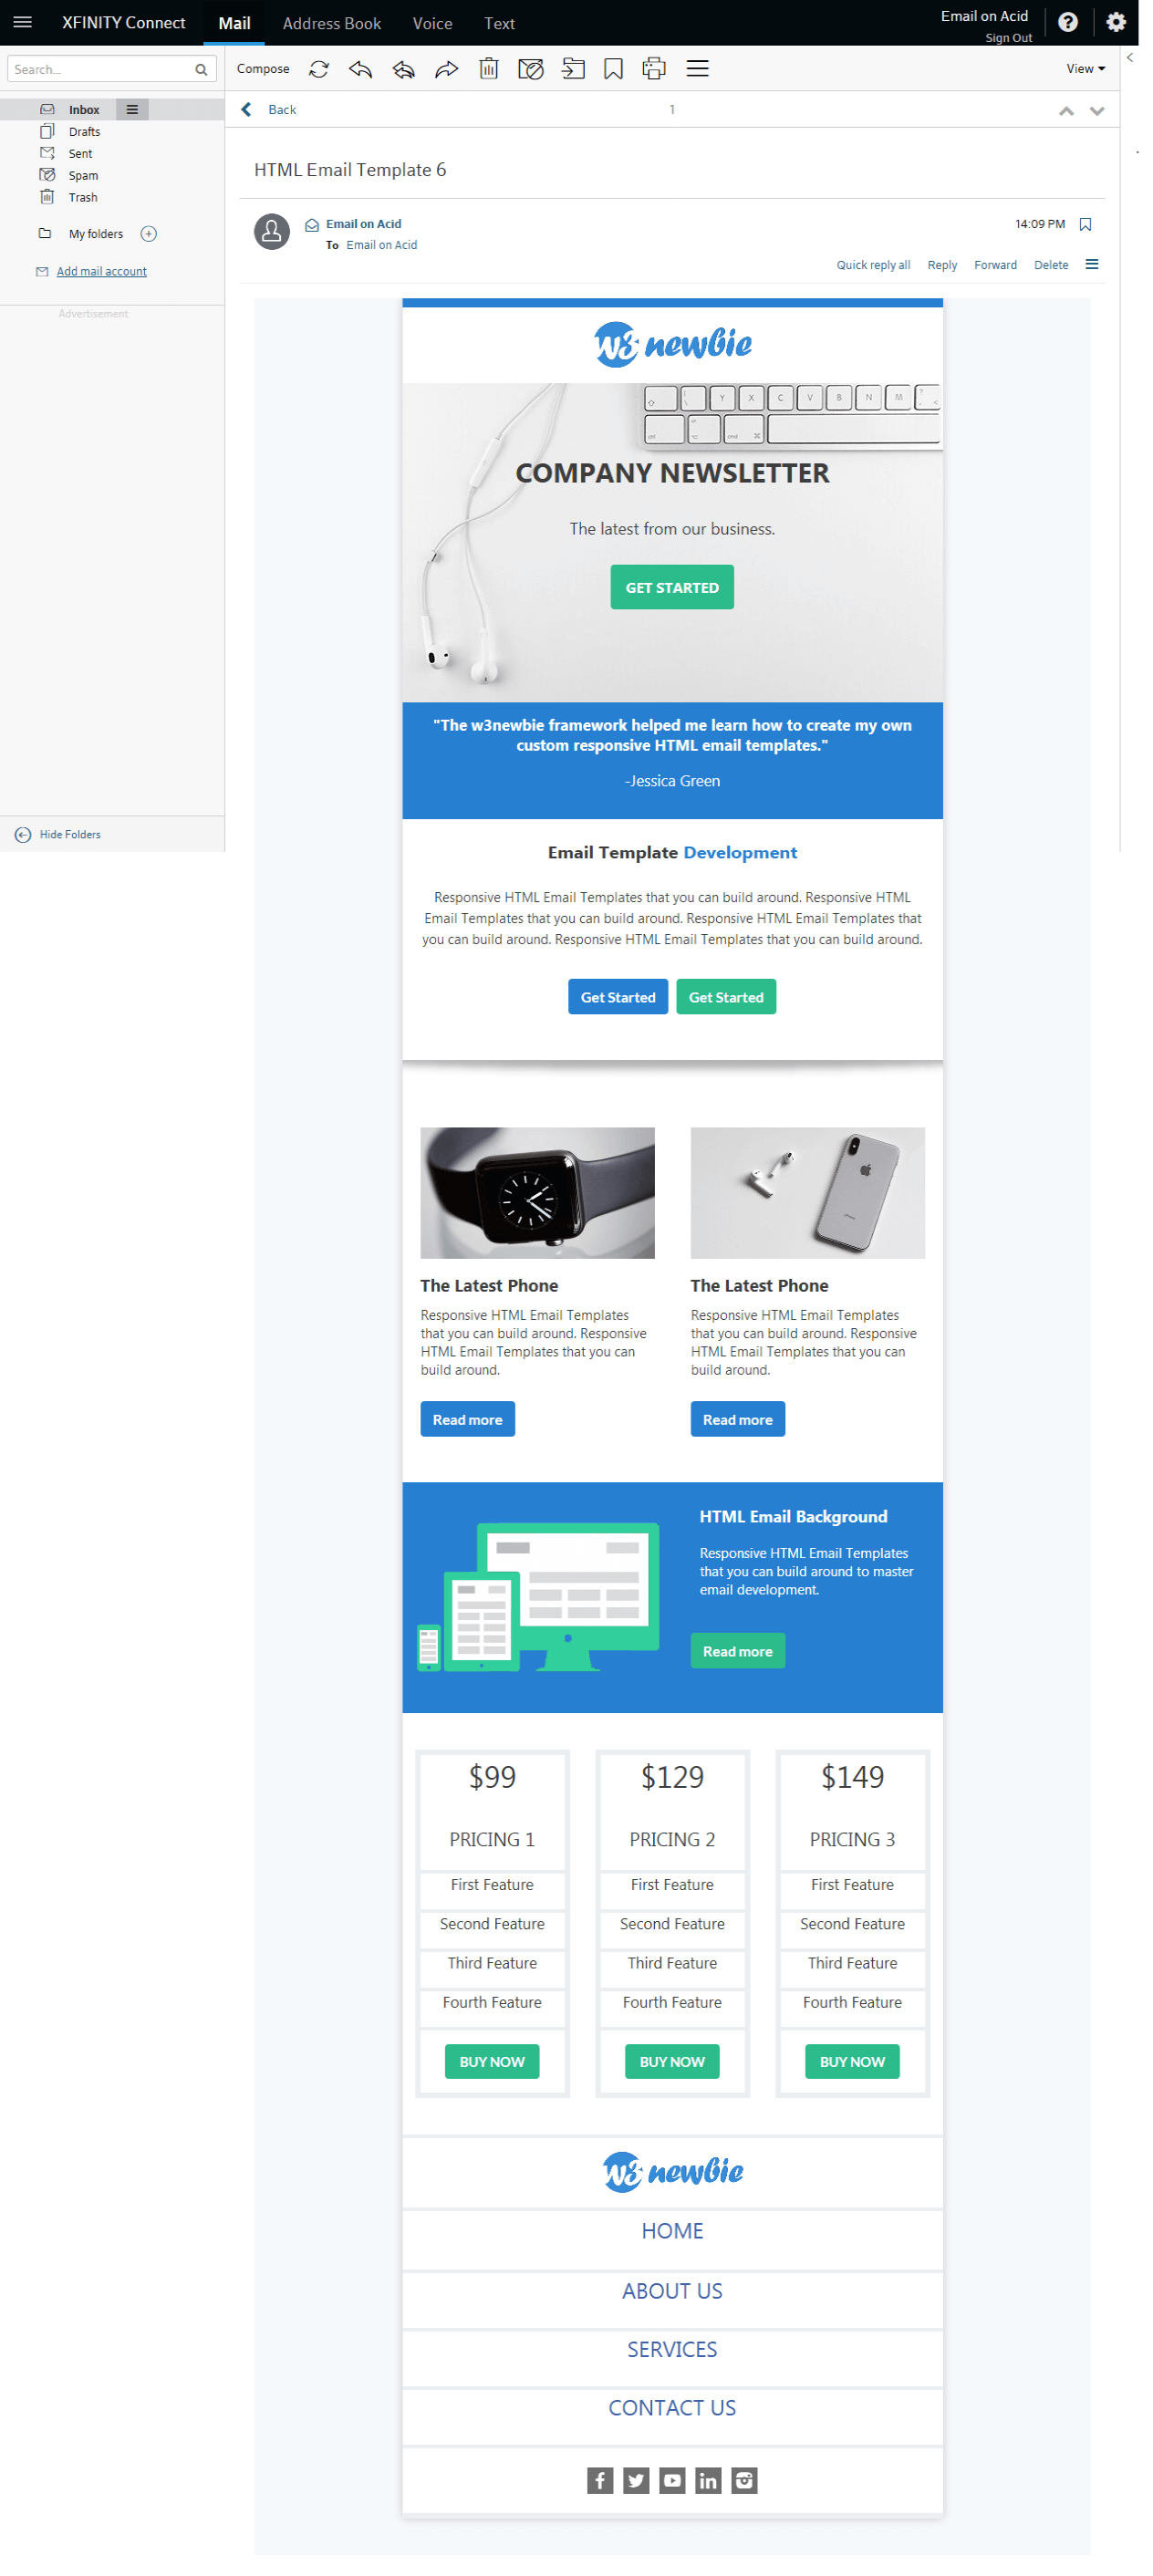 XFINITY Connect Mail Address Book Voice Text Email on Acid
Sign Out
Search...
Compose View
Inbox
Drafts
Sent
Spam
Trash
My folders
Add mail account
Advertisement
Hide Folders
Back 1
HTML Email Template 6
Email on Acid 14:09 PM
To Email on Acid
Quick reply all Reply Forward Delete
w3newbie
Y X C V B N M
COMPANY NEWSLETTER
The latest from our business.
GET STARTED
"The w3newbie framework helped me learn how to create my own
custom responsive HTML email templates."
-Jessica Green
Email Template Development
Responsive HTML Email Templates that you can build around. Responsive HTML
Email Templates that you can build around. Responsive HTML Email Templates that
you can build around. Responsive HTML Email Templates that you can build around.
Get Started Get Started
The Latest Phone
Responsive HTML Email Templates
that you can build around. Responsive
HTML Email Templates that you can
build around.
Read more
The Latest Phone
Responsive HTML Email Templates
that you can build around. Responsive
HTML Email Templates that you can
build around.
Read more
HTML Email Background
Responsive HTML Email Templates
that you can build around to master
email development.
Read more
$99
PRICING 1
First Feature
Second Feature
Third Feature
Fourth Feature
BUY NOW
$129
PRICING 2
First Feature
Second Feature
Third Feature
Fourth Feature
BUY NOW
$149
PRICING 3
First Feature
Second Feature
Third Feature
Fourth Feature
BUY NOW
w3newbie
HOME
ABOUT US
SERVICES
CONTACT US